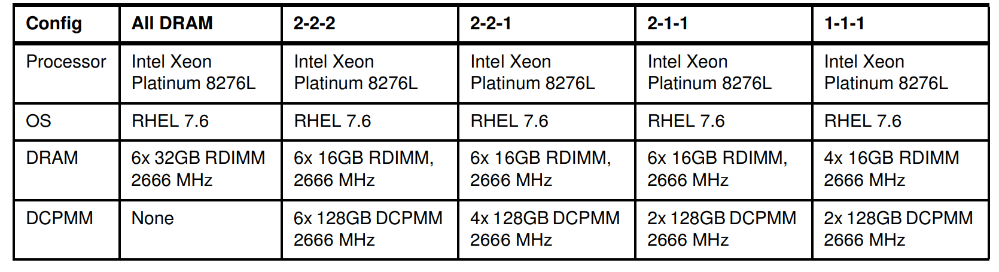 Config All DRAM 2-2-2 2-2-1 2-1-1 1-1-1
Processor Intel Xeon Intel Xeon Intel Xeon Intel Xeon Intel Xeon
Platinum 8276L Platinum 8276L Platinum 8276L Platinum 8276L Platinum 8276L
OS RHEL 7.6 RHEL 7.6 RHEL 7.6 RHEL 7.6 RHEL 7.6
DRAM 6x 32GB RDIMM 6x 16GB RDIMM, 6x 16GB RDIMM, 6x 16GB RDIMM, 4x 16GB RDIMM
2666 MHz 2666 MHz 2666 MHz 2666 MHz 2666 MHz
DCPMM None 6x 128GB DCPMM 4x 128GB DCPMM 2x 128GB DCPMM 2x 128GB DCPMM
2666 MHz 2666 MHz 2666 MHz 2666 MHz